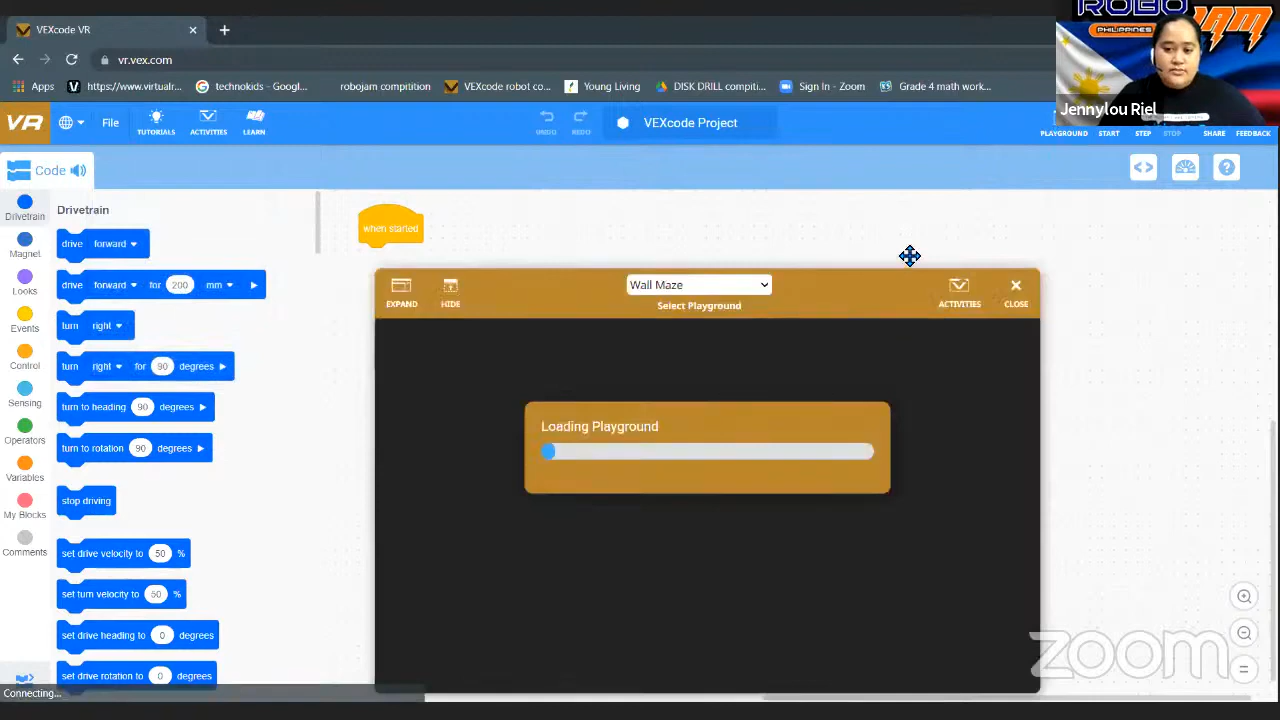 VEXcode VR
vr.vex.com
Apps
https://www.virtualr...
technokids - Googl...
robojam compitition
VEXcode robot co...
Young Living
DISK DRILL compiti...
Sign In - Zoom
Grade 4 math work...
ROBO JAM
PHILIPPINES
Jennylou Riel
VR
File
TUTORIALS
ACTIVITIES
LEARN
UNDO
REDO
VEXcode Project
PLAYGROUND
START
STEP
STOP
SHARE
FEEDBACK
Code
Drivetrain
Magnet
Looks
Events
Control
Sensing
Operators
Variables
My Blocks
Comments
Drivetrain
drive forward
drive forward for 200 mm
turn right
turn right for 90 degrees
turn to heading 90 degrees
turn to rotation 90 degrees
stop driving
set drive velocity to 50 %
set turn velocity to 50 %
set drive heading to 0 degrees
set drive rotation to 0 degrees
when started
EXPAND
HIDE
Wall Maze
Select Playground
ACTIVITIES
CLOSE
Loading Playground
zoom
Connecting...